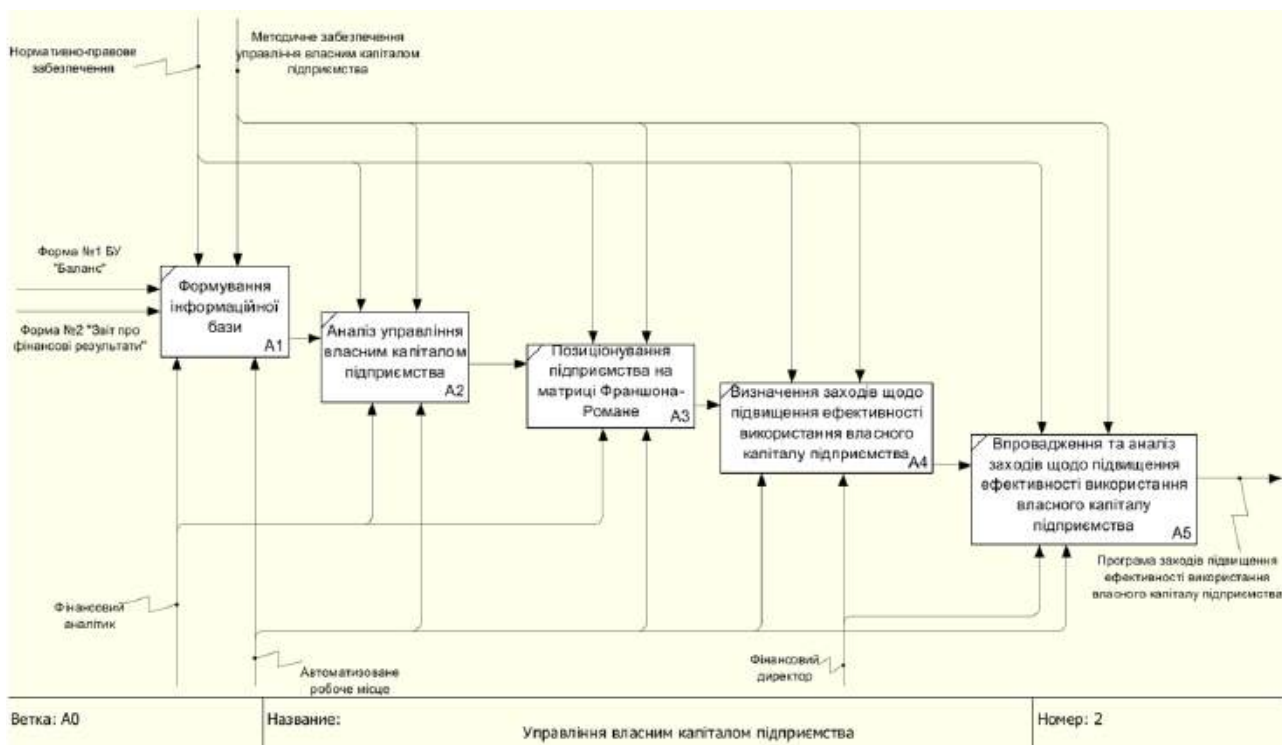 Нормативно-правове
забезпечення
Методичне забезпечення
управління власним капіталом
підприємства
Форма №1 БУ
"Баланс"
Форма №2 "Звіт про
фінансові результати"
Формування
інформаційної
бази
A1
Аналіз управління
власним капіталом
підприємства
A2
Позиціонування
підприємства на
матриці Франшона-
Романе
A3
Визначення заходів щодо
підвищення ефективності
використання власного
капіталу підприємства
A4
Впровадження та аналіз
заходів щодо підвищення
ефективності використання
власного капіталу
підприємства
A5
Програма заходів підвищення
ефективності використання
власного капіталу підприємства
Фінансовий
аналітик
Автоматизоване
робоче місце
Фінансовий
директор
Ветка: A0
Название:
Управління власним капіталом підприємства
Номер: 2